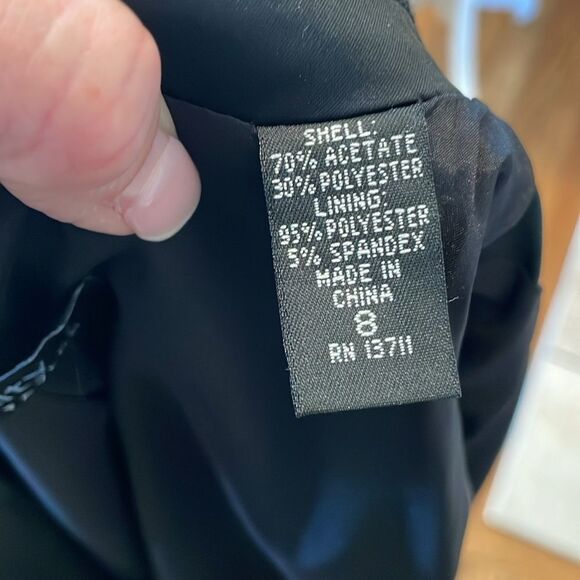 SHELL:
70% ACETATE
30% POLYESTER
LINING:
95% POLYESTER
5% SPANDEX
MADE IN
CHINA
8
RN 13711